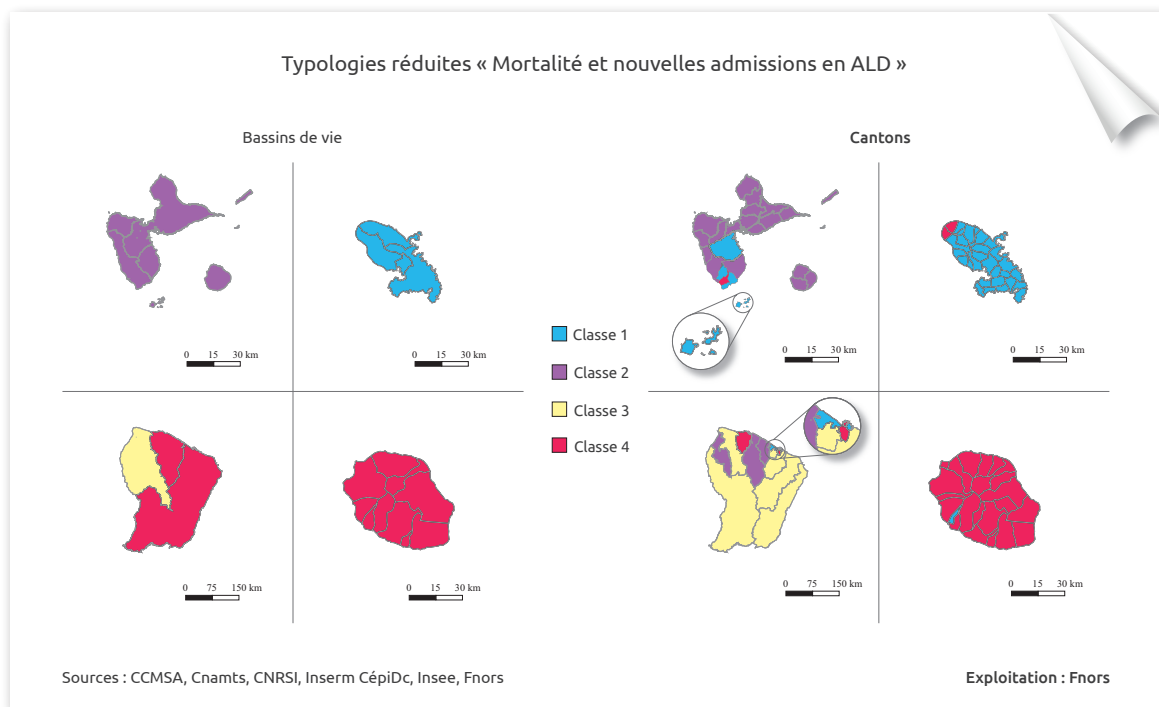 Typologies réduites « Mortalité et nouvelles admissions en ALD »
Bassins de vie
Cantons
0 15 30 km
0 15 30 km
0 15 30 km
0 15 30 km
Classe 1
Classe 2
Classe 3
Classe 4
0 75 150 km
0 15 30 km
0 75 150 km
0 15 30 km
Sources : CCMSA, Cnamts, CNRSI, Inserm CépiDc, Insee, Fnors
Exploitation : Fnors